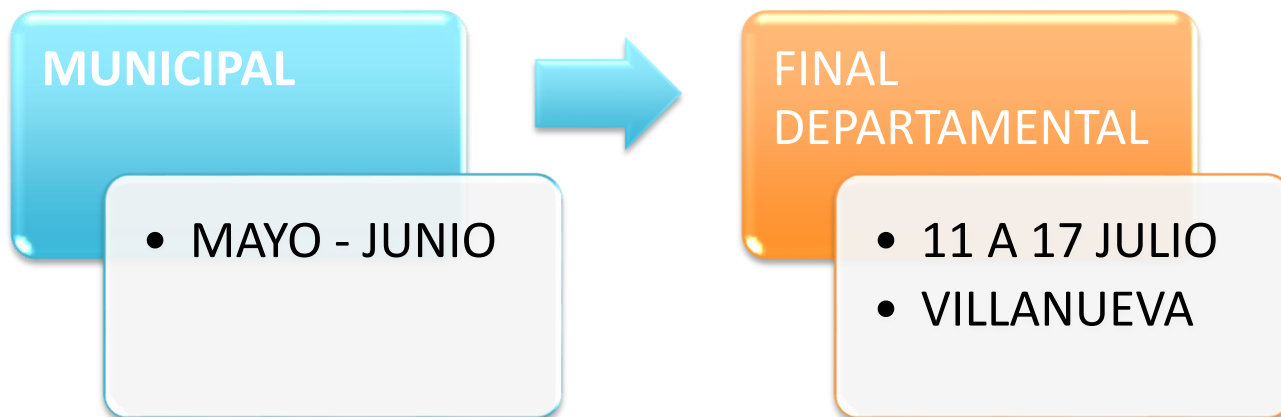 MUNICIPAL
• MAYO - JUNIO
FINAL
DEPARTAMENTAL
• 11 A 17 JULIO
• VILLANUEVA